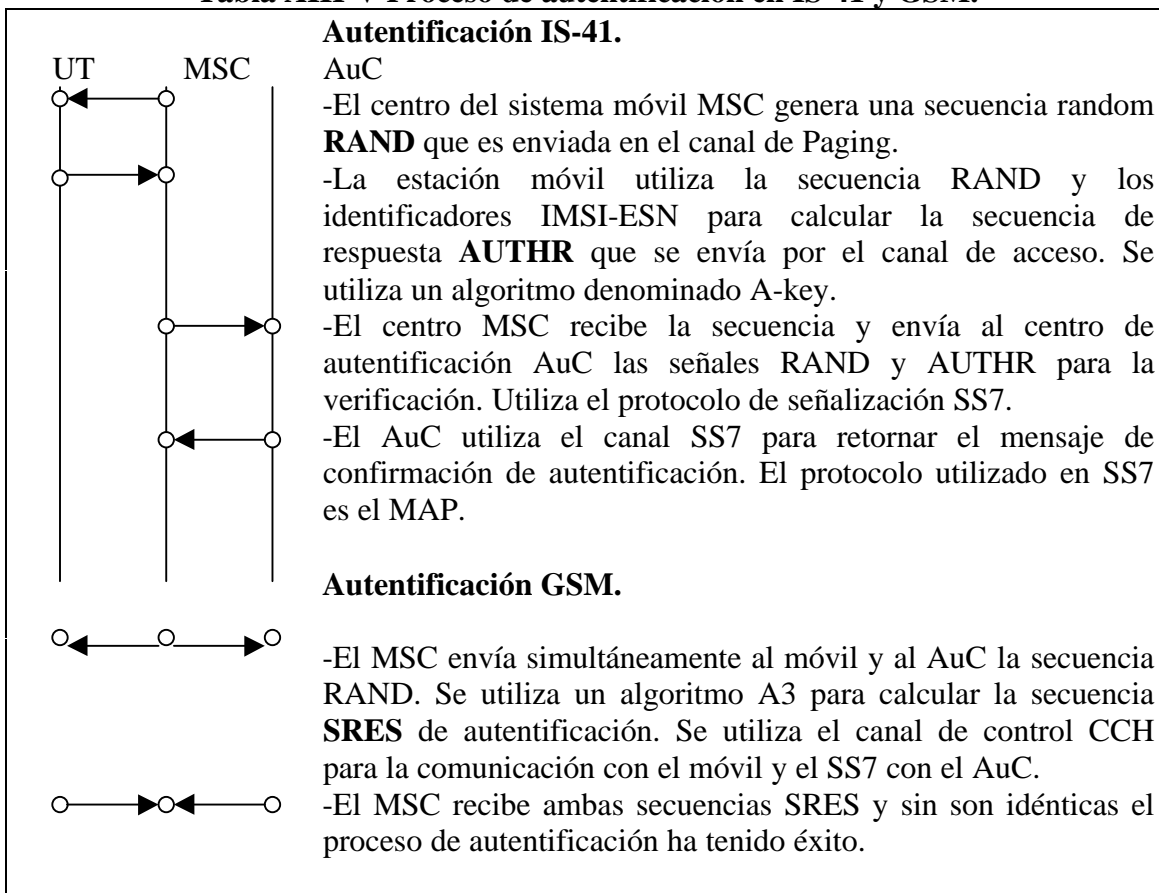 Tabla Proceso de autentificación en IS-41 y GSM.
Autentificación IS-41.
UT MSC AuC
-El centro del sistema móvil MSC genera una secuencia random
RAND que es enviada en el canal de Paging.
-La estación móvil utiliza la secuencia RAND y los
identificadores IMSI-ESN para calcular la secuencia de
respuesta AUTHR que se envía por el canal de acceso. Se
utiliza un algoritmo denominado A-key.
-El centro MSC recibe la secuencia y envía al centro de
autentificación AuC las señales RAND y AUTHR para la
verificación. Utiliza el protocolo de señalización SS7.
-El AuC utiliza el canal SS7 para retornar el mensaje de
confirmación de autentificación. El protocolo utilizado en SS7
es el MAP.
Autentificación GSM.
-El MSC envía simultáneamente al móvil y al AuC la secuencia
RAND. Se utiliza un algoritmo A3 para calcular la secuencia
SRES de autentificación. Se utiliza el canal de control CCH
para la comunicación con el móvil y el SS7 con el AuC.
-El MSC recibe ambas secuencias SRES y sin son idénticas el
proceso de autentificación ha tenido éxito.